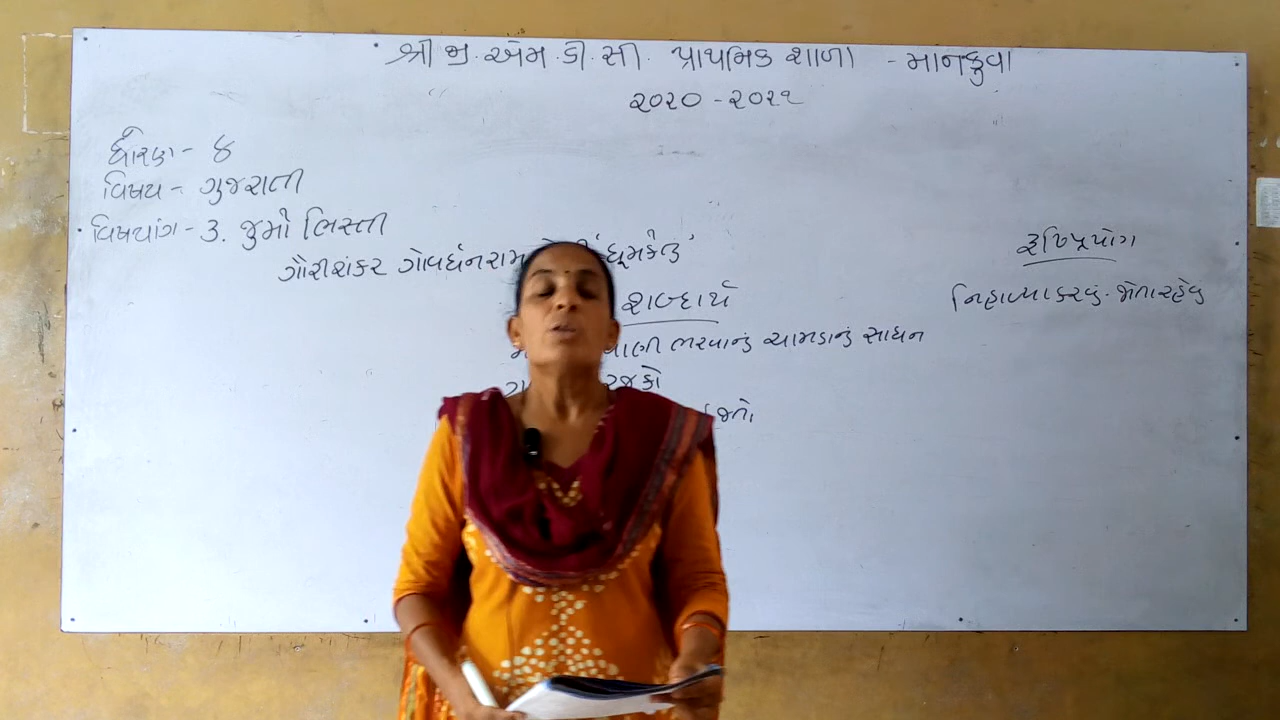 શ્રી જી.એમ.ડી.સી. પ્રાથમિક શાળા - માનકુવા
૨૦૨૦ - ૨૦૨૧
ધોરણ - ૪
વિષય - ગુજરાતી
વિષયાંગ - ૩. જુમો ભિસ્તી
ગૌરીશંકર ગોવર્ધનરામ ધૂમકેતુ'
શબ્દાર્થ
પાણી ભરવાનું ચામડાનું સાધન
રૂઢિપ્રયોગ
નિહાળ્યા કરવું - જોતા રહેવું